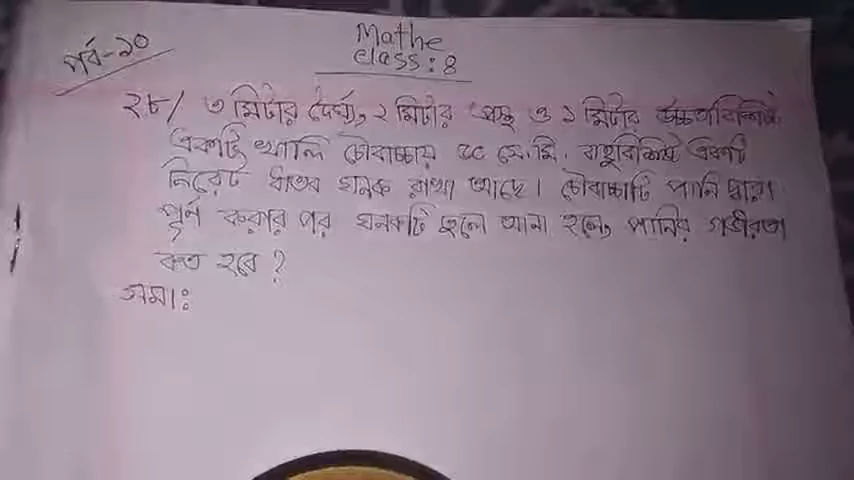 পর্ব-১০
Mathe
class: 8
২৮/ ৩ মিটার দৈর্ঘ্য, ২ মিটার প্রস্থ ও ১ মিটার উচ্চতাবিশিষ্ট
একটি খালি চৌবাচ্চায় ৫০ সে.মি. বাহুবিশিষ্ট একটি
নিরেট ধাতব ঘনক রাখা আছে। চৌবাচ্চাটি পানি দ্বারা
পূর্ন করার পর ঘনকটি তুলে আনা হলে, পানির গভীরতা
কত হবে?
সমা: